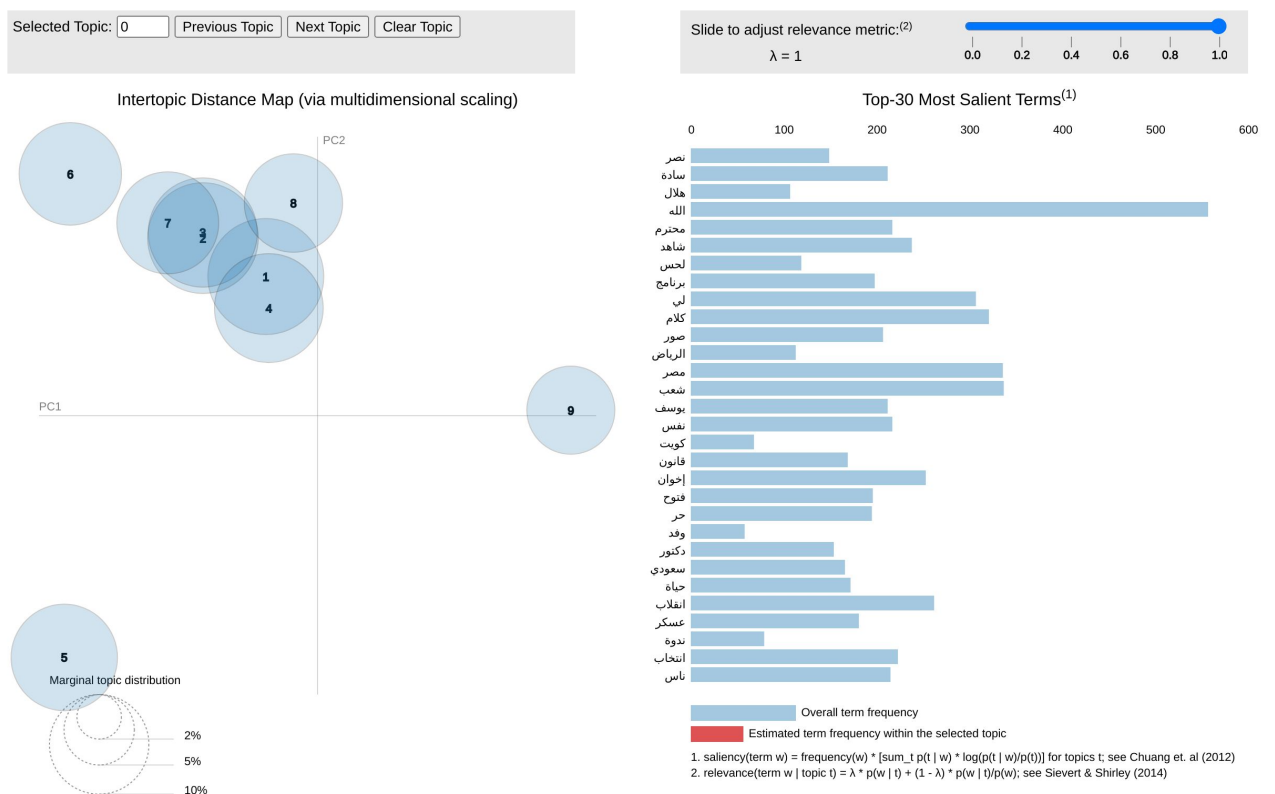 Selected Topic: 0 Previous Topic Next Topic Clear Topic
Slide to adjust relevance metric:(2)
λ = 1
0.0 0.2 0.4 0.6 0.8 1.0
Intertopic Distance Map (via multidimensional scaling)
PC2
PC1
6
7
3
2
8
1
4
9
5
Marginal topic distribution
2%
5%
10%
Top-30 Most Salient Terms(1)
0 100 200 300 400 500 600
نصر
سادة
هلال
الله
محترم
شاهد
لحس
برنامج
لي
كلام
صور
الرياض
مصر
شعب
يوسف
نفس
كويت
قانون
إخوان
فتوح
حر
وفد
دكتور
سعودي
حياة
انقلاب
عسكر
ندوة
انتخاب
ناس
Overall term frequency
Estimated term frequency within the selected topic
1. saliency(term w) = frequency(w) * [sum_t p(t | w) * log(p(t | w)/p(t))] for topics t; see Chuang et. al (2012)
2. relevance(term w | topic t) = λ * p(w | t) + (1 - λ) * p(w | t)/p(w); see Sievert & Shirley (2014)